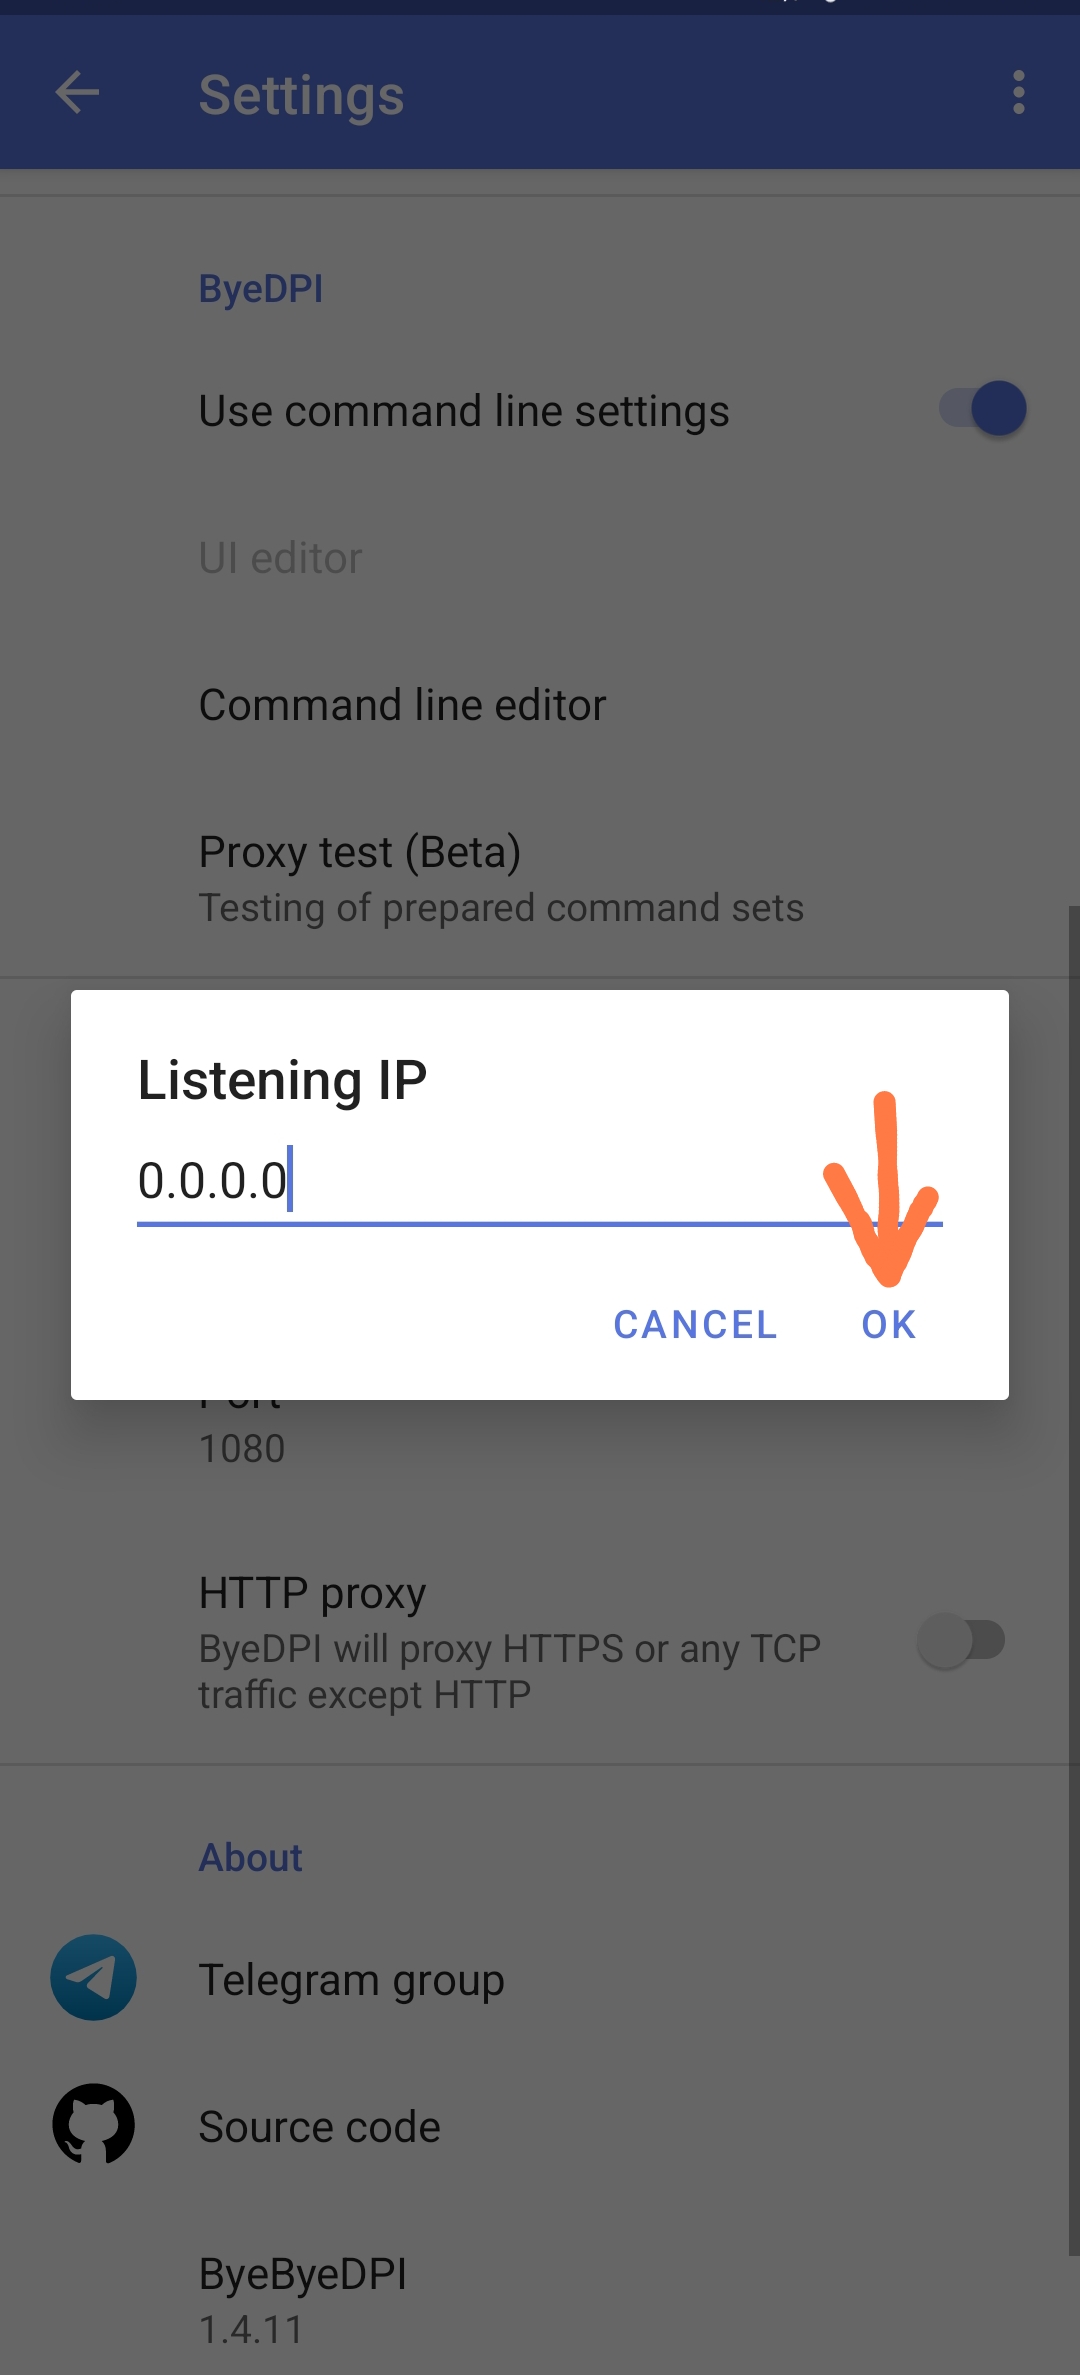 Settings
ByeDPI
Use command line settings
UI editor
Command line editor
Proxy test (Beta)
Testing of prepared command sets
Listening IP
0.0.0.0
CANCEL OK
Port
1080
HTTP proxy
ByeDPI will proxy HTTPS or any TCP
traffic except HTTP
About
Telegram group
Source code
ByeByeDPI
1.4.11